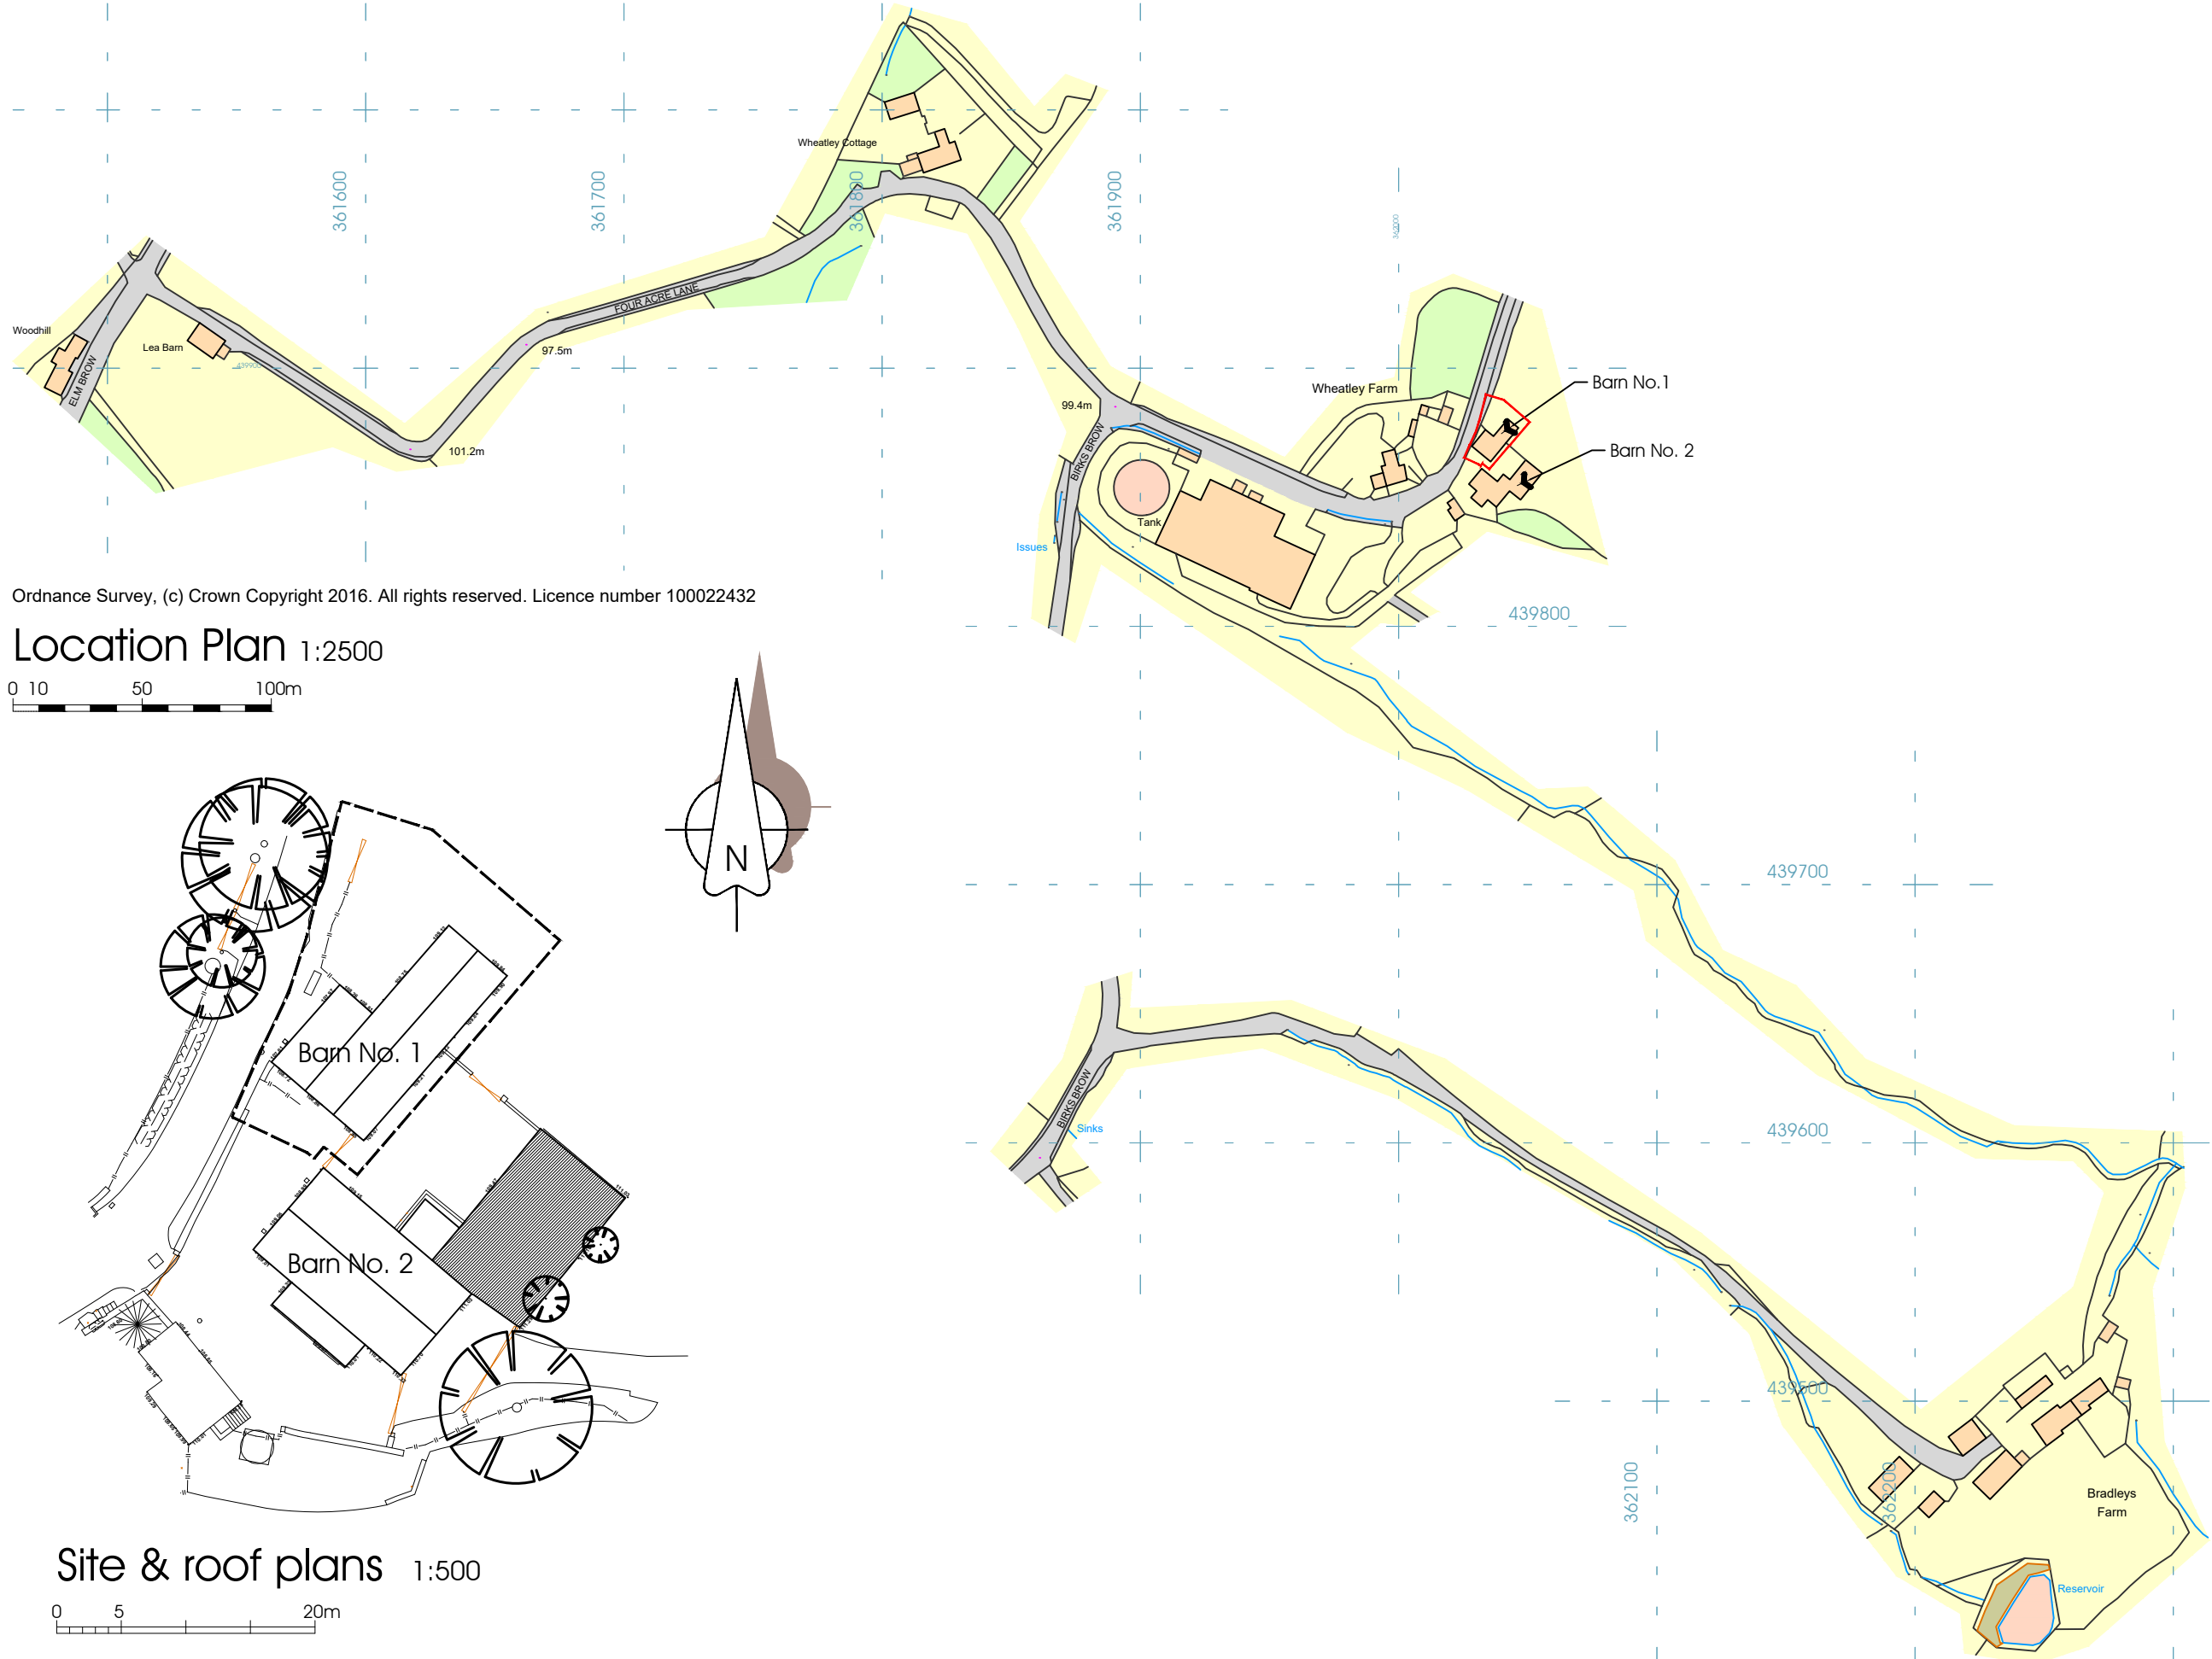 Wheatley Cottage
361600
361700
361800
361900
362000
Woodhill
Lea Barn
ELM BROW
439900
FOUR ACRE LANE
97.5m
101.2m
99.4m
BIRKS BROW
Wheatley Farm
Barn No.1
Barn No. 2
Tank
Issues
439800
Ordnance Survey, (c) Crown Copyright 2016. All rights reserved. Licence number 100022432
Location Plan 1:2500
0 10 50 100m
N
439700
439600
BIRKS BROW
Sinks
439500
362100
362200
Bradleys
Farm
Reservoir
Barn No. 1
Barn No. 2
Site & roof plans 1:500
0 5 20m